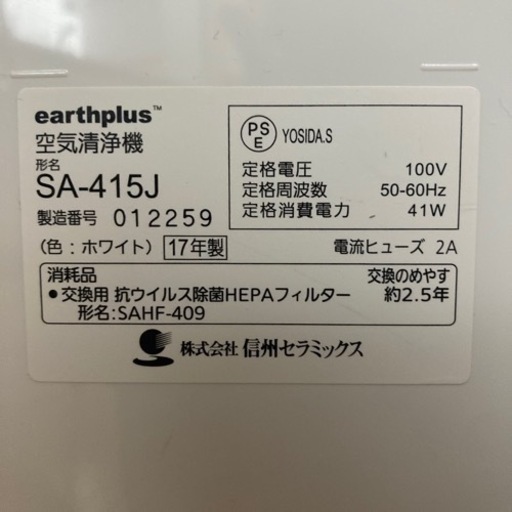 earthplus™
空気清浄機
形名
SA-415J
製造番号 012259
(色:ホワイト) 17年製
PS
E
YOSIDA.S
定格電圧 100V
定格周波数 50-60Hz
定格消費電力 41W
電流ヒューズ 2A
消耗品 交換のめやす
●交換用 抗ウイルス除菌HEPAフィルター 約2.5年
形名:SAHF-409
株式会社 信州セラミックス